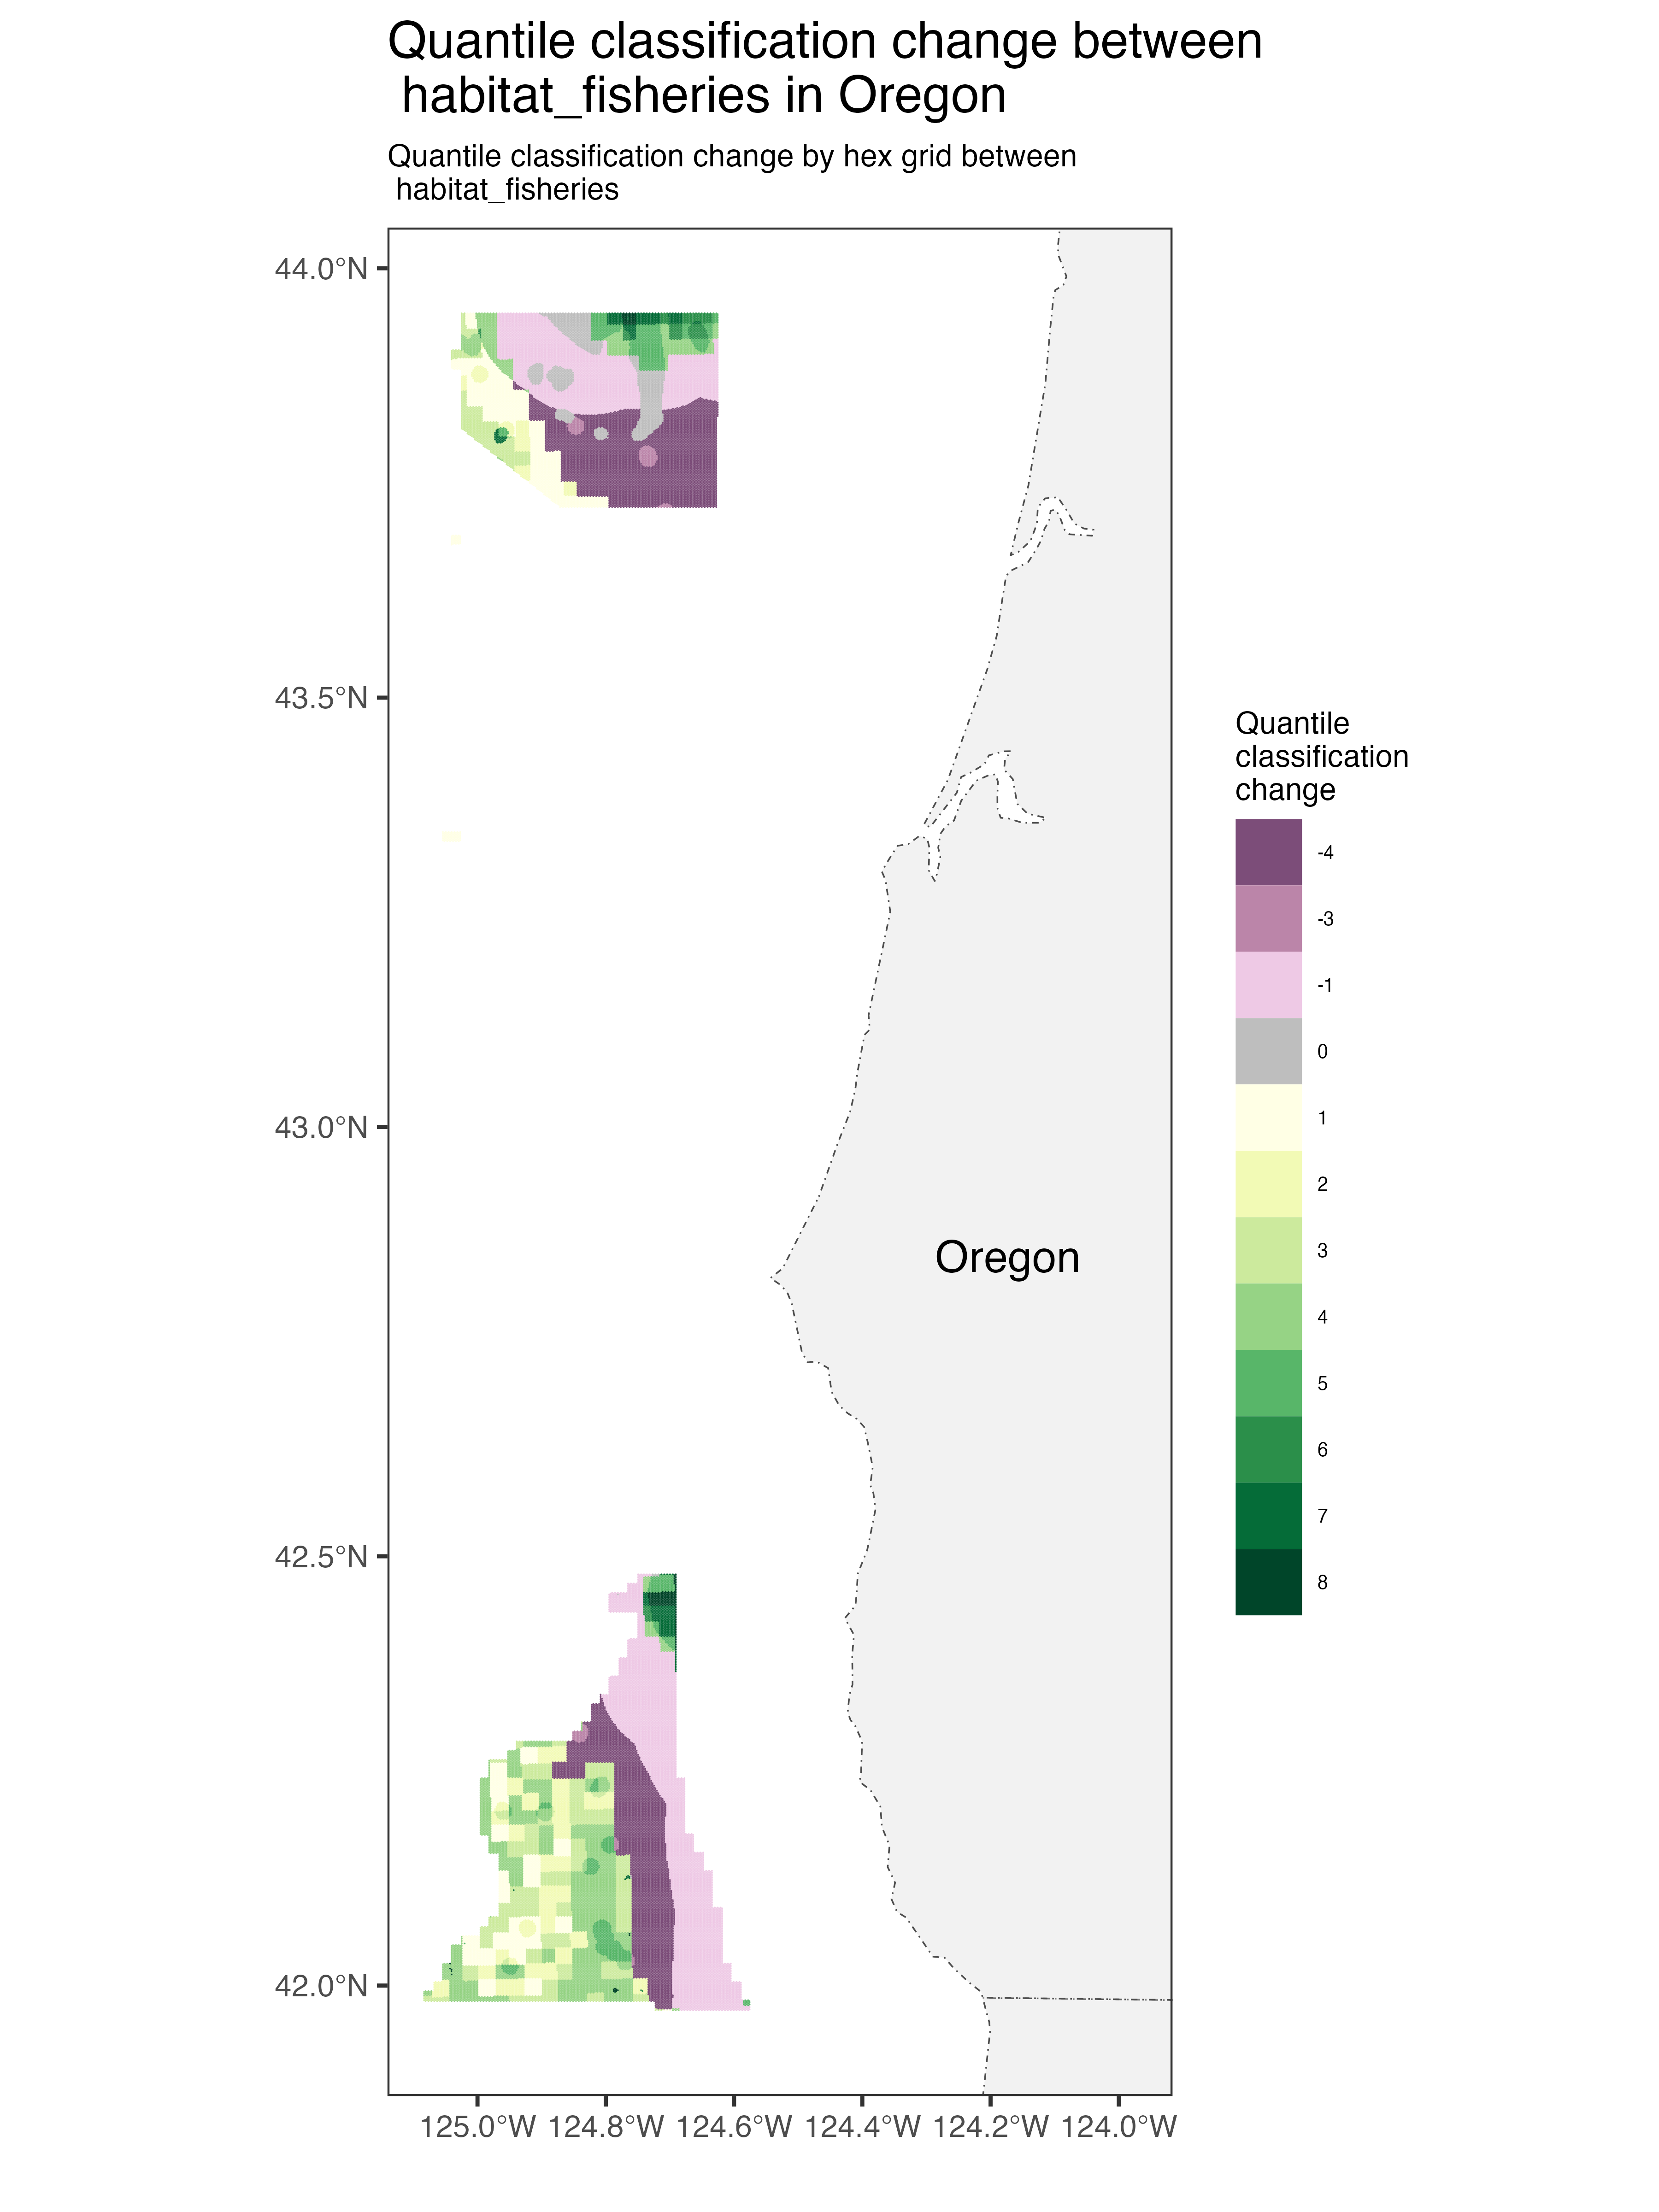 Quantile classification change between
habitat_fisheries in Oregon
Quantile classification change by hex grid between
habitat_fisheries
44.0°N
43.5°N
43.0°N
42.5°N
42.0°N
Oregon
125.0°W 124.8°W 124.6°W 124.4°W 124.2°W 124.0°W
Quantile
classification
change
-4
-3
-1
0
1
2
3
4
5
6
7
8